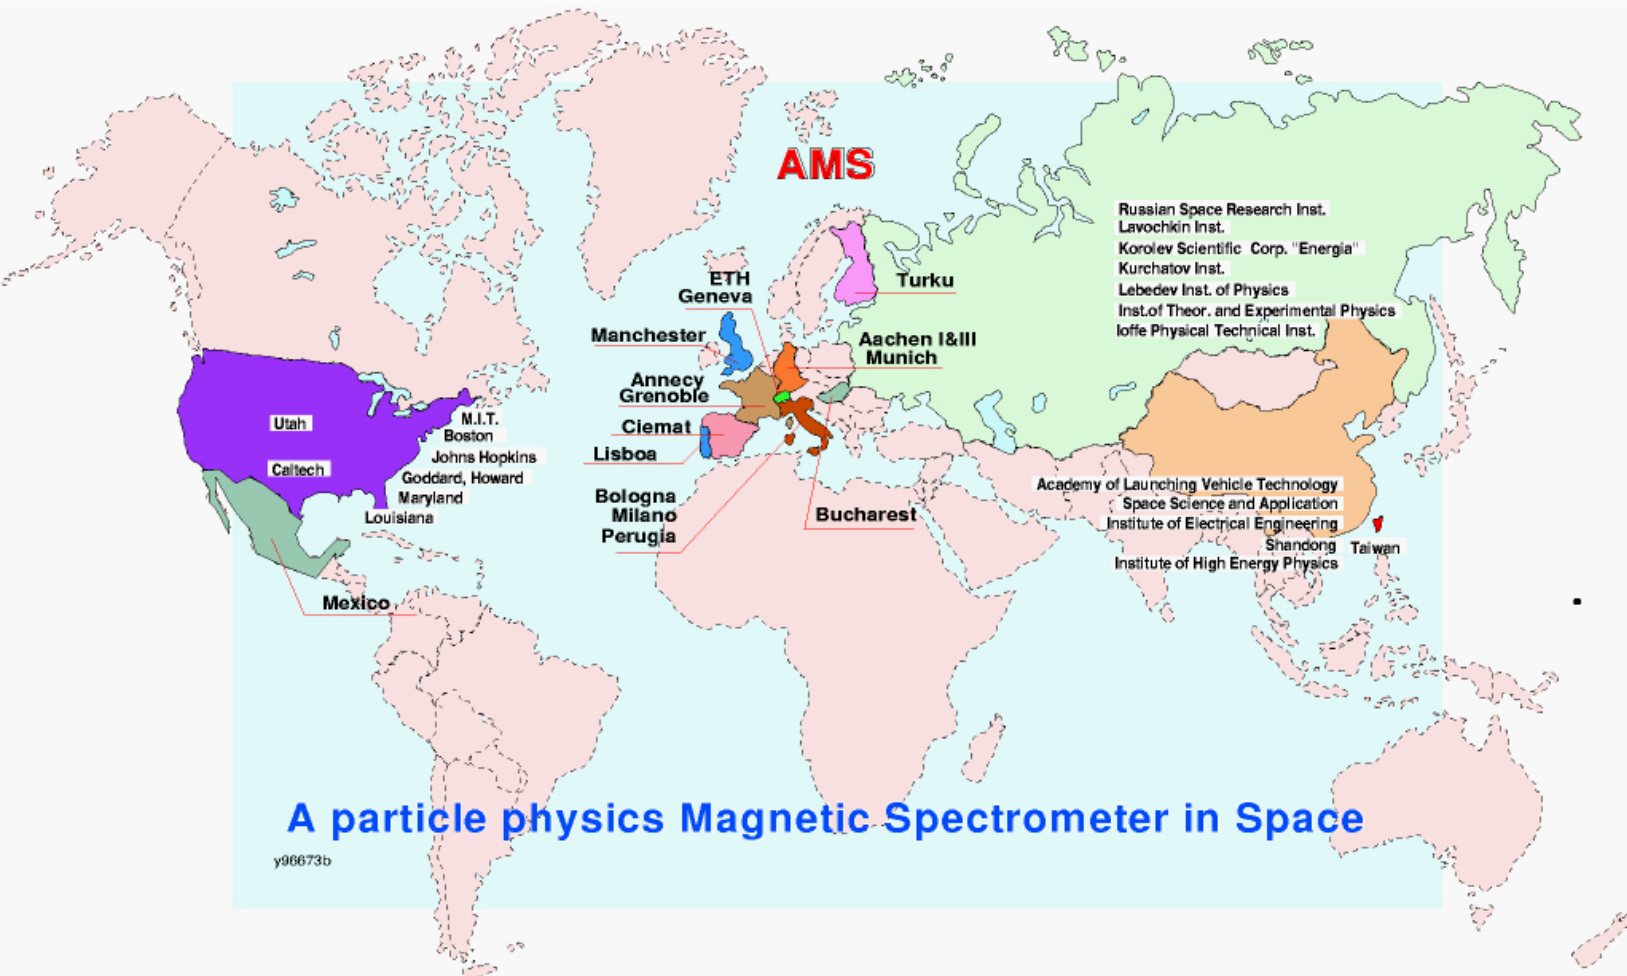 AMS
Russian Space Research Inst.
Lavochkin Inst.
Korolev Scientific Corp. "Energia"
Kurchatov Inst.
Lebedev Inst. of Physics
Inst.of Theor. and Experimental Physics
Ioffe Physical Technical Inst.
ETH
Geneva
Turku
Manchester
Aachen I&III
Munich
Annecy
Grenoble
Ciemat
Lisboa
Bologna
Milano
Perugia
Bucharest
Utah
Caltech
M.I.T.
Boston
Johns Hopkins
Goddard, Howard
Maryland
Louisiana
Mexico
Academy of Launching Vehicle Technology
Space Science and Application
Institute of Electrical Engineering
Shandong
Institute of High Energy Physics
Taiwan
A particle physics Magnetic Spectrometer in Space
y96673b